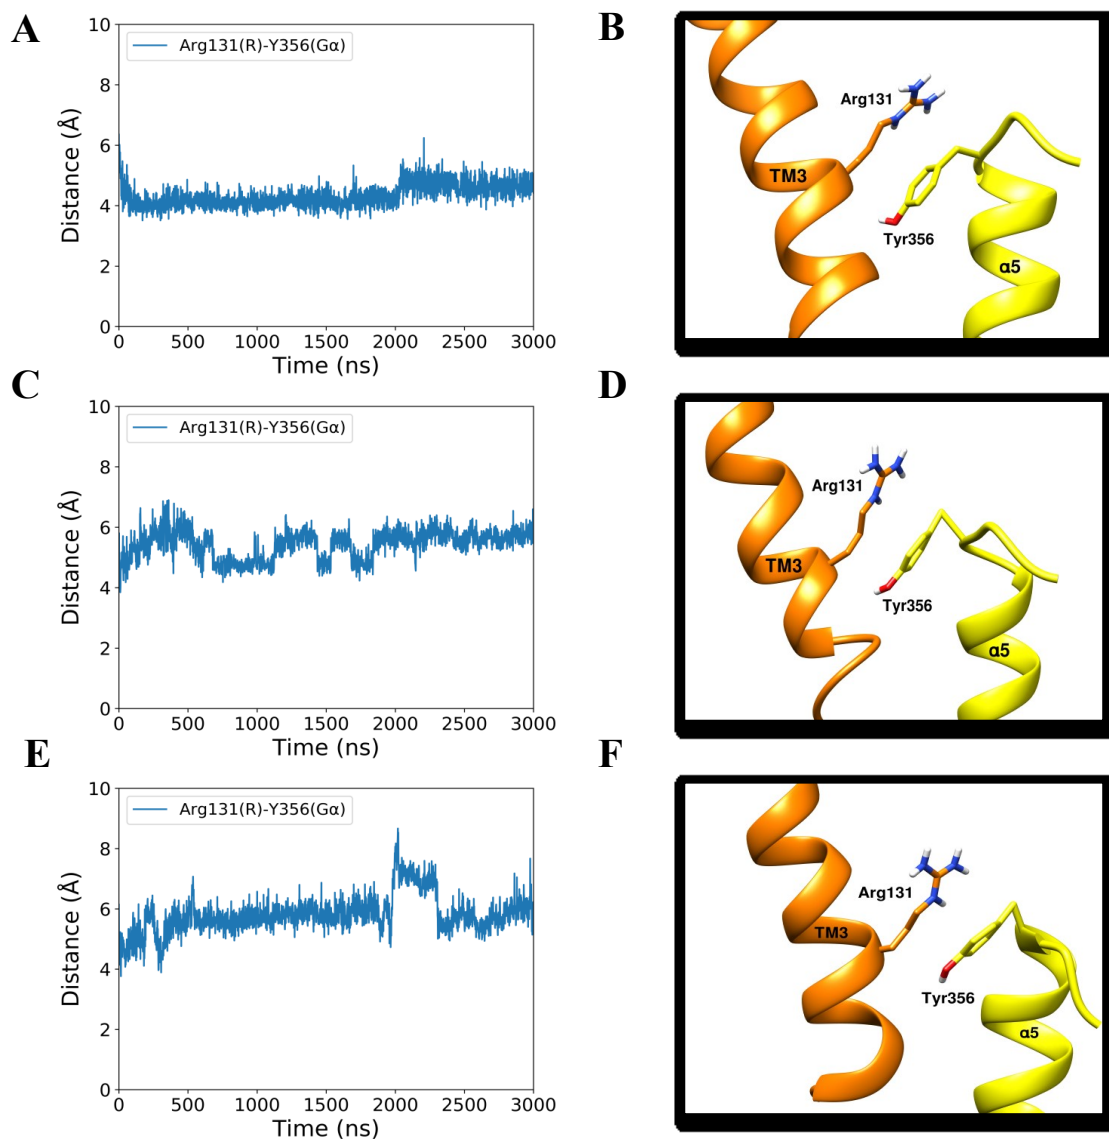 A
Distance (Å)
10
8
6
4
2
0
Arg131(R)-Y356(Gα)
0 500 1000 1500 2000 2500 3000
Time (ns)
B
Arg131
TM3
Tyr356
α5
C
Distance (Å)
10
8
6
4
2
0
Arg131(R)-Y356(Gα)
0 500 1000 1500 2000 2500 3000
Time (ns)
D
Arg131
TM3
Tyr356
α5
E
Distance (Å)
10
8
6
4
2
0
Arg131(R)-Y356(Gα)
0 500 1000 1500 2000 2500 3000
Time (ns)
F
Arg131
TM3
Tyr356
α5